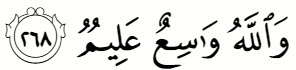 وَٱللَّهُ وَٰسِعٌ عَلِيمٌ ٢٦٨